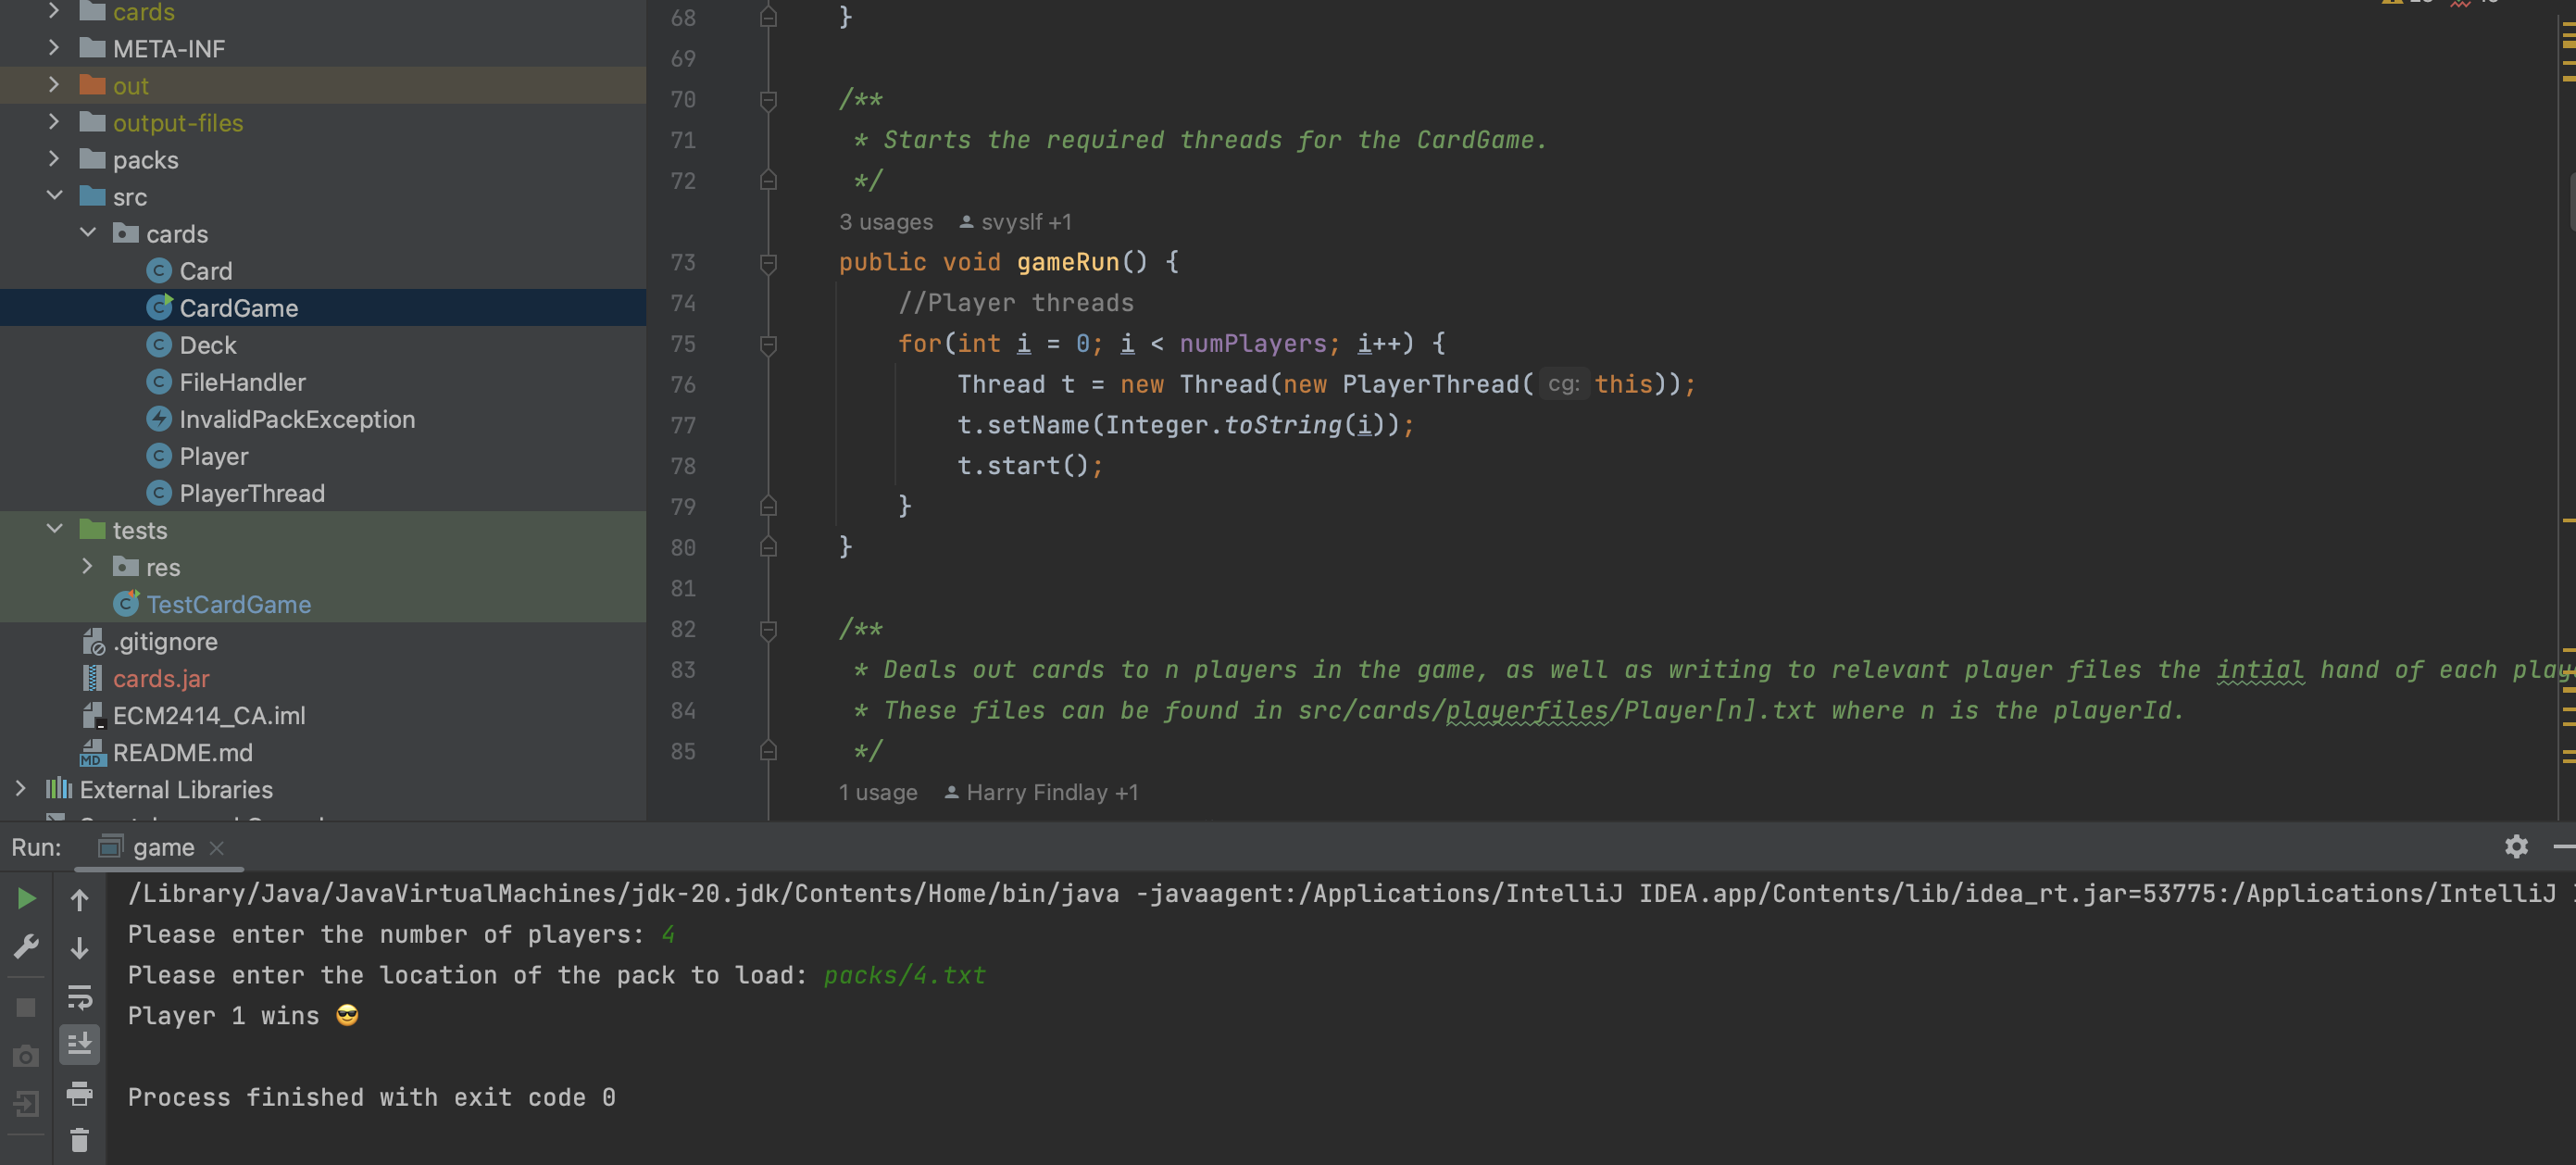 cards
META-INF
out
output-files
packs
src
cards
Card
CardGame
Deck
FileHandler
InvalidPackException
Player
PlayerThread
tests
res
TestCardGame
.gitignore
cards.jar
ECM2414_CA.iml
README.md
External Libraries
68 }
69
70 /**
71 * Starts the required threads for the CardGame.
72 */
3 usages svyslf +1
73 public void gameRun() {
74 //Player threads
75 for(int i = 0; i < numPlayers; i++) {
76 Thread t = new Thread(new PlayerThread( cg: this));
77 t.setName(Integer.toString(i));
78 t.start();
79 }
80 }
81
82 /**
83 * Deals out cards to n players in the game, as well as writing to relevant player files the intial hand of each
84 * These files can be found in src/cards/playerfiles/Player[n].txt where n is the playerId.
85 */
1 usage Harry Findlay +1
Run: game
/Library/Java/JavaVirtualMachines/jdk-20.jdk/Contents/Home/bin/java -javaagent:/Applications/IntelliJ IDEA.app/Contents/lib/idea_rt.jar=53775:/Applications/IntelliJ
Please enter the number of players: 4
Please enter the location of the pack to load: packs/4.txt
Player 1 wins 😎
Process finished with exit code 0